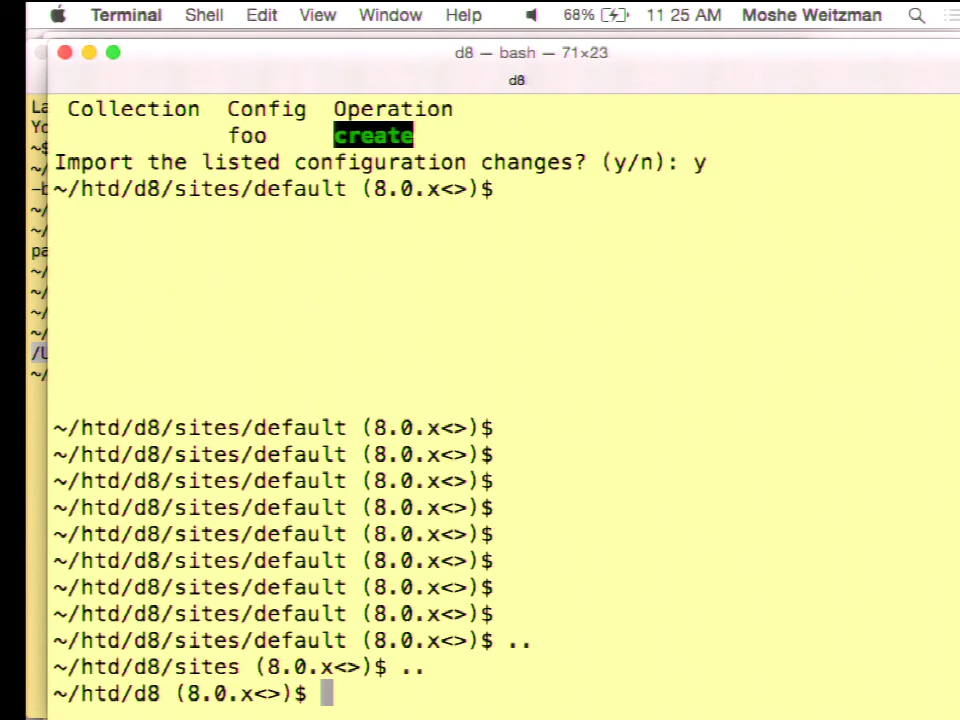 Terminal Shell Edit View Window Help 68% 11 25 AM Moshe Weitzman
d8 — bash — 71×23
d8
Collection Config Operation
foo create
Import the listed configuration changes? (y/n): y
~/htd/d8/sites/default (8.0.x<>)$
~/htd/d8/sites/default (8.0.x<>)$
~/htd/d8/sites/default (8.0.x<>)$
~/htd/d8/sites/default (8.0.x<>)$
~/htd/d8/sites/default (8.0.x<>)$
~/htd/d8/sites/default (8.0.x<>)$
~/htd/d8/sites/default (8.0.x<>)$
~/htd/d8/sites/default (8.0.x<>)$
~/htd/d8/sites/default (8.0.x<>)$
~/htd/d8/sites/default (8.0.x<>)$ ..
~/htd/d8/sites (8.0.x<>)$ ..
~/htd/d8 (8.0.x<>)$